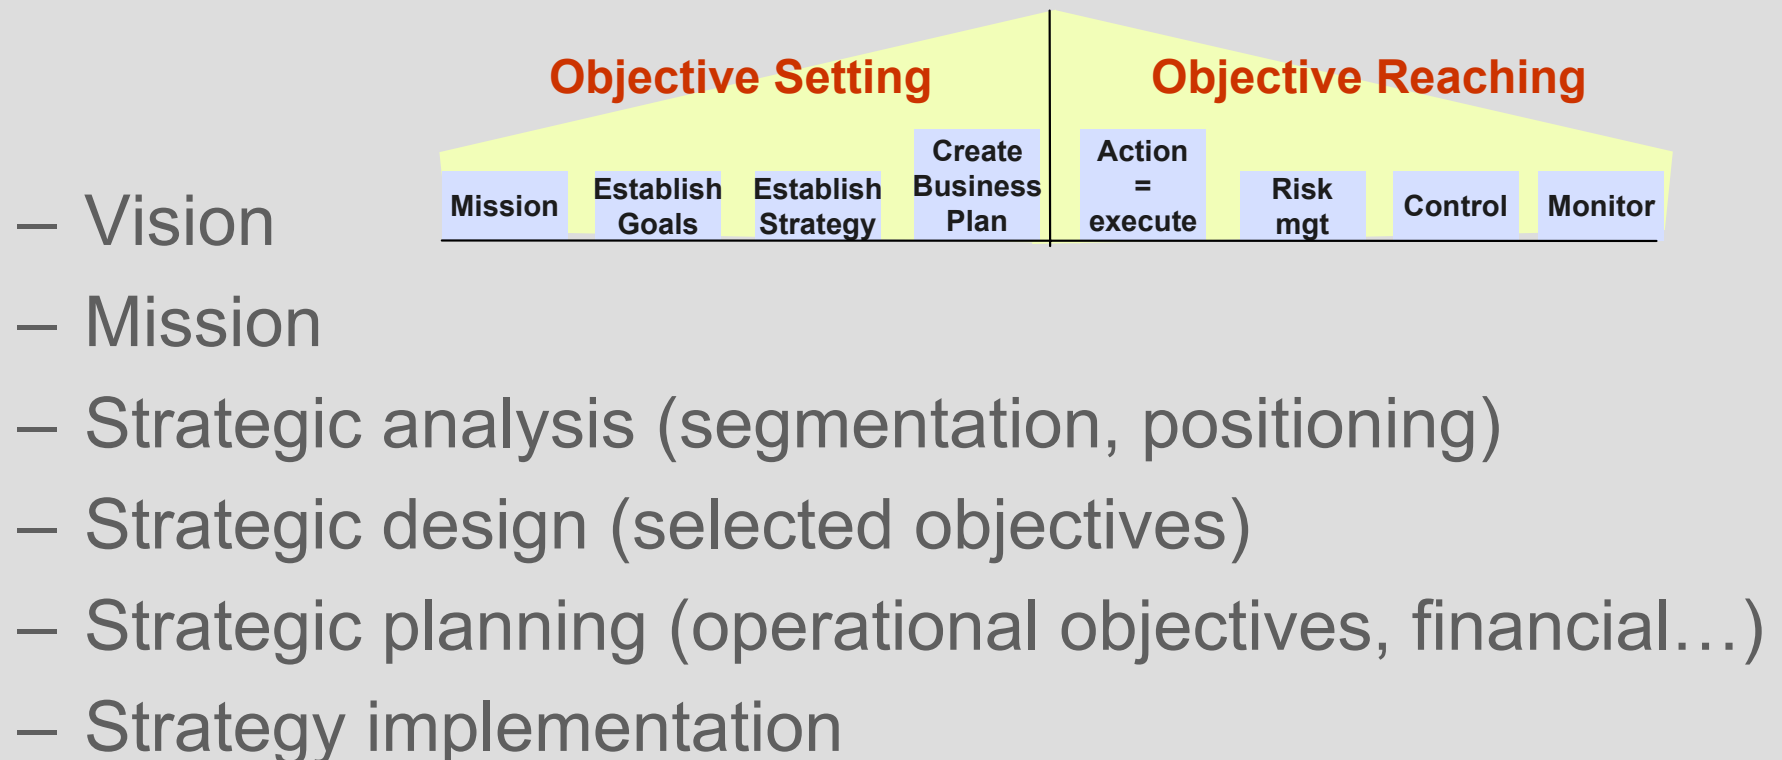 Objective Setting
Objective Reaching
Mission
Establish
Goals
Establish
Strategy
Create
Business
Plan
Action
=
execute
Risk
mgt
Control
Monitor
– Vision
– Mission
– Strategic analysis (segmentation, positioning)
– Strategic design (selected objectives)
– Strategic planning (operational objectives, financial…)
– Strategy implementation